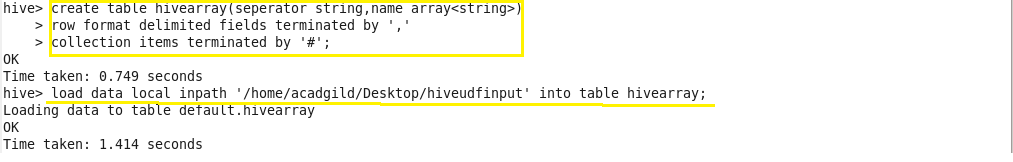 hive> create table hivearray(seperator string,name array<string>)
    > row format delimited fields terminated by ','
    > collection items terminated by '#';
OK
Time taken: 0.749 seconds
hive> load data local inpath '/home/acadgild/Desktop/hiveudfinput' into table hivearray;
Loading data to table default.hivearray
OK
Time taken: 1.414 seconds